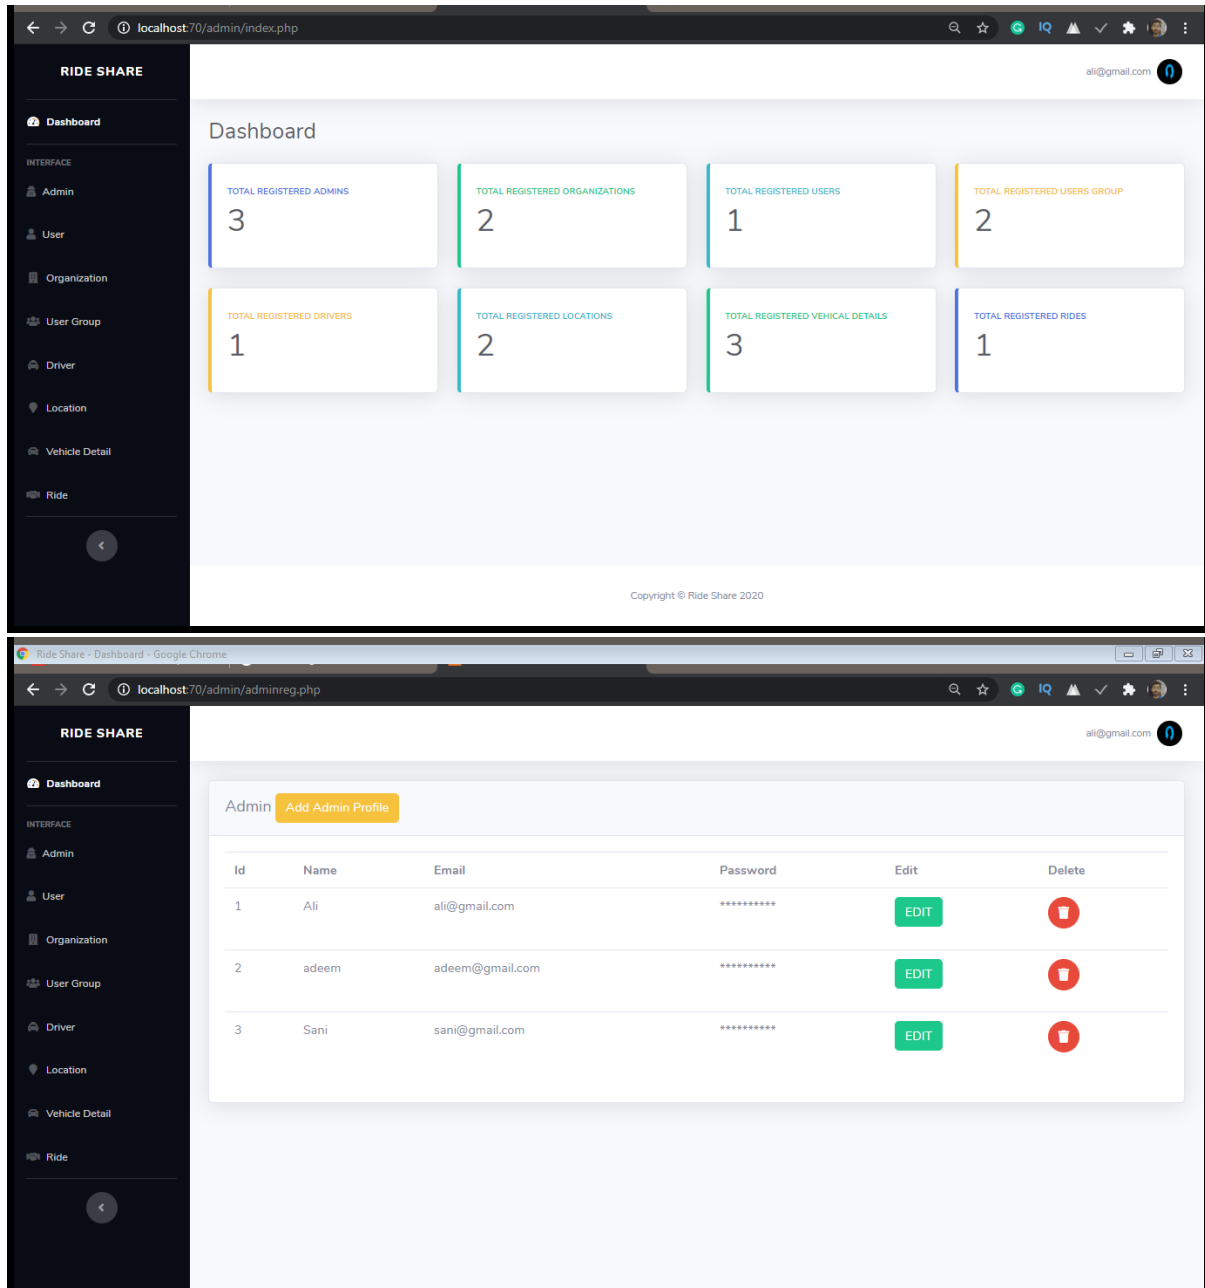 localhost:70/admin/index.php
RIDE SHARE
ali@gmail.com
Dashboard
INTERFACE
Admin
User
Organization
User Group
Driver
Location
Vehicle Detail
Ride
Dashboard
TOTAL REGISTERED ADMINS
3
TOTAL REGISTERED ORGANIZATIONS
2
TOTAL REGISTERED USERS
1
TOTAL REGISTERED USERS GROUP
2
TOTAL REGISTERED DRIVERS
1
TOTAL REGISTERED LOCATIONS
2
TOTAL REGISTERED VEHICAL DETAILS
3
TOTAL REGISTERED RIDES
1
Copyright © Ride Share 2020
Ride Share - Dashboard - Google Chrome
localhost:70/admin/adminreg.php
RIDE SHARE
ali@gmail.com
Dashboard
INTERFACE
Admin
User
Organization
User Group
Driver
Location
Vehicle Detail
Ride
Admin Add Admin Profile
Id Name Email Password Edit Delete
1 Ali ali@gmail.com ********** EDIT
2 adeem adeem@gmail.com ********** EDIT
3 Sani sani@gmail.com ********** EDIT